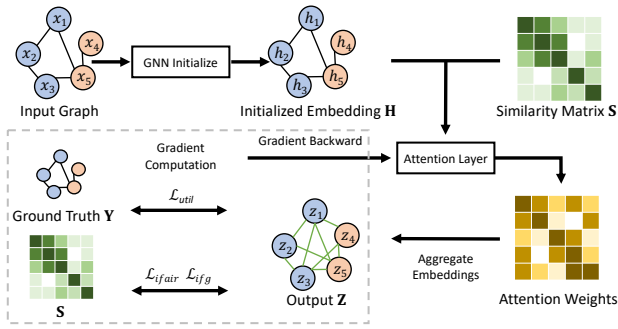 x1
x2
x3
x4
x5
Input Graph
GNN Initialize
h1
h2
h3
h4
h5
Initialized Embedding H
Similarity Matrix S
Gradient
Computation
Gradient Backward
Attention Layer
Ground Truth Y
ℒutil
S
ℒifair ℒifg
z1
z2
z3
z4
z5
Output Z
Aggregate
Embeddings
Attention Weights